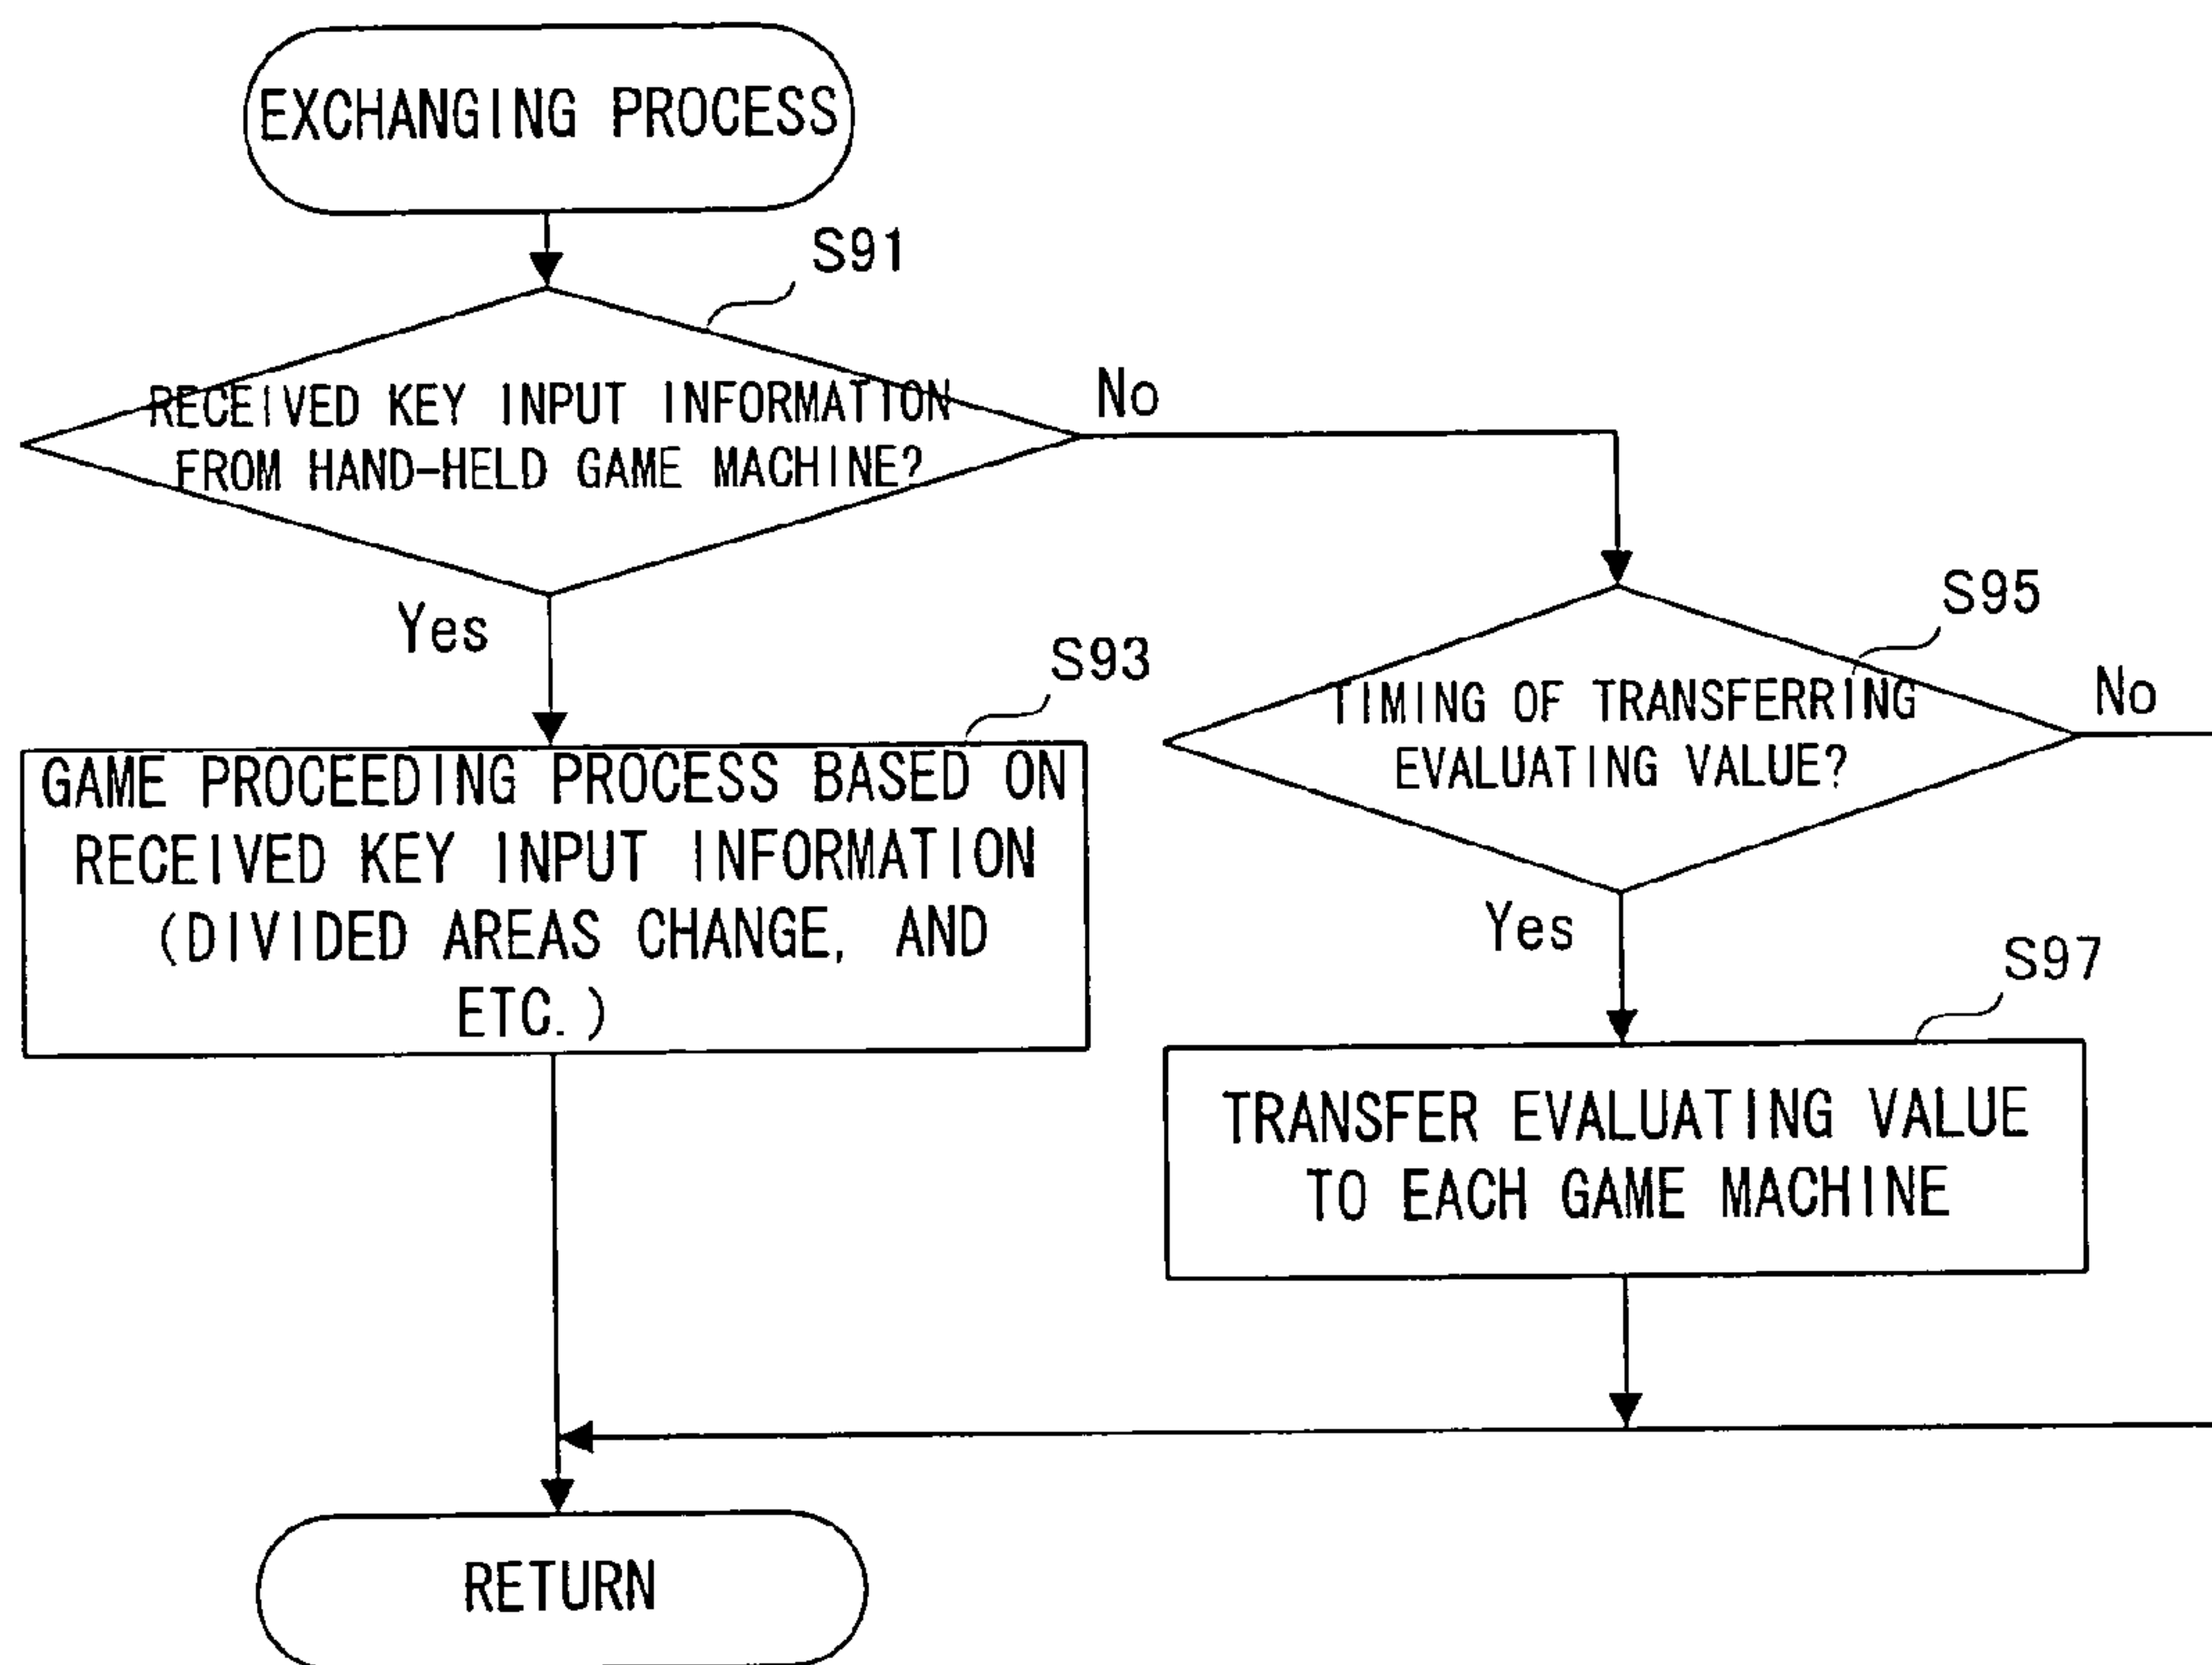 EXCHANGING PROCESS
S91
RECEIVED KEY INPUT INFORMATION
FROM HAND-HELD GAME MACHINE?
No
Yes
S93
GAME PROCEEDING PROCESS BASED ON
RECEIVED KEY INPUT INFORMATION
(DIVIDED AREAS CHANGE, AND
ETC.)
S95
TIMING OF TRANSFERRING
EVALUATING VALUE?
No
Yes
S97
TRANSFER EVALUATING VALUE
TO EACH GAME MACHINE
RETURN